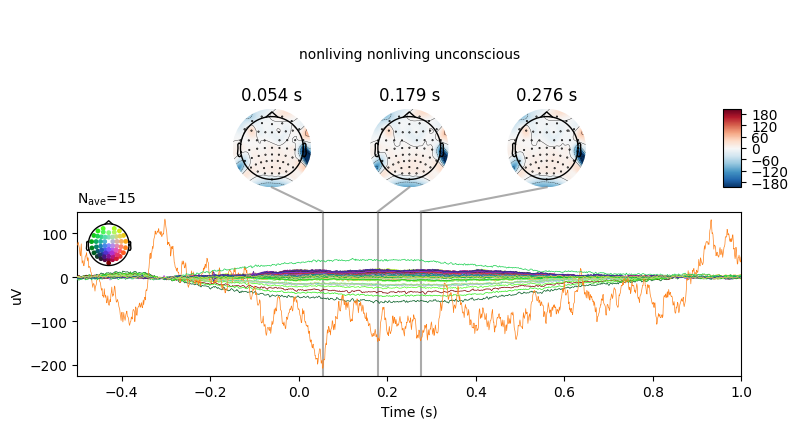 nonliving nonliving unconscious
0.054 s 0.179 s 0.276 s
180
120
60
0
−60
−120
−180
Nave=15
100
0
−100
−200
uV
−0.4 −0.2 0.0 0.2 0.4 0.6 0.8 1.0
Time (s)